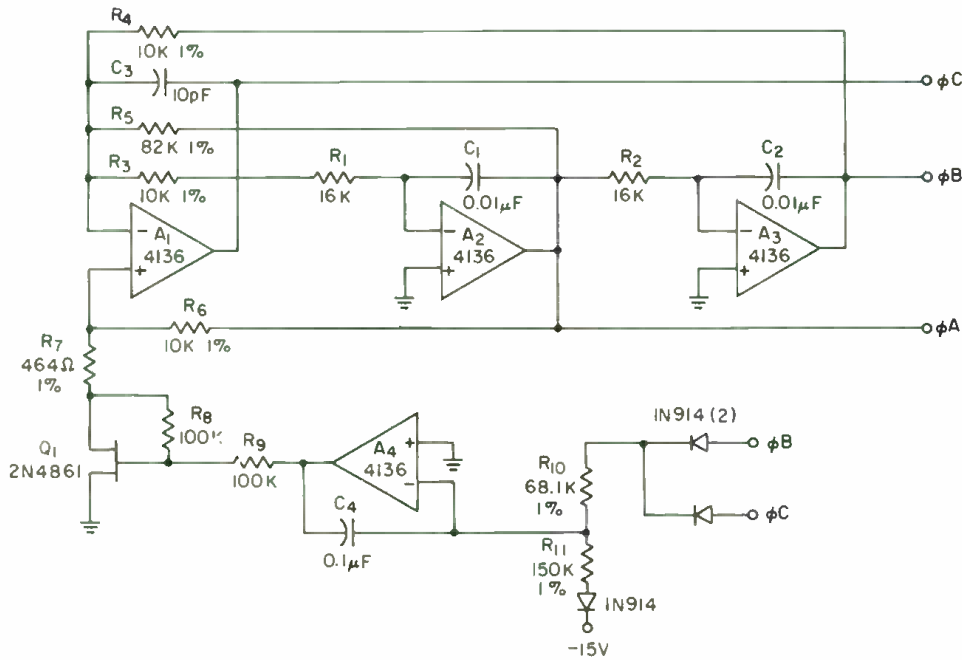 R4
10K 1%
C3
10pF
R5
82K 1%
R3
10K 1%
R1
16K
C1
0.01μF
R2
16K
C2
0.01μF
φC
φB
φA
−
A1
4136
+
−
A2
4136
+
−
A3
4136
+
R6
10K 1%
R7
464Ω
1%
R8
100K
Q1
2N4861
R9
100K
A4
4136
+
−
C4
0.1μF
R10
68.1K
1%
R11
150K
1%
1N914 (2)
φB
φC
1N914
-15V